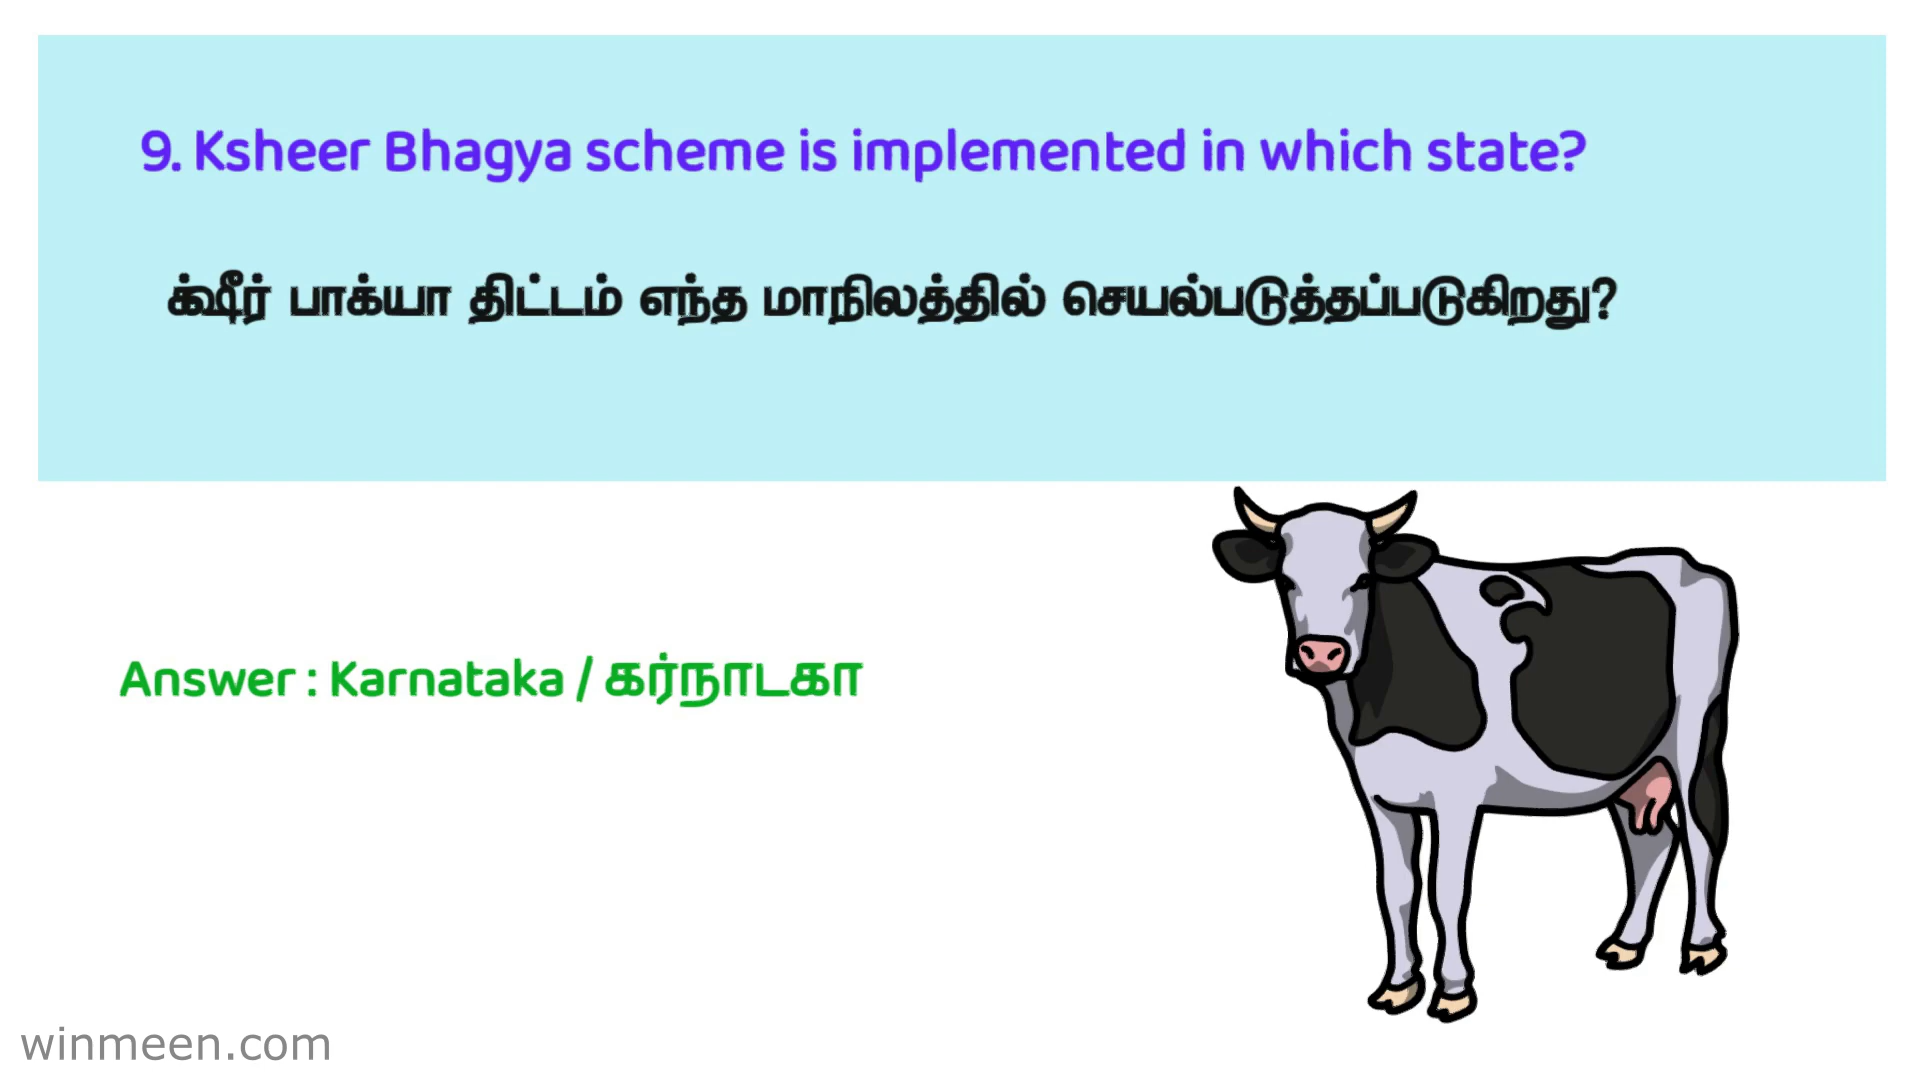 9. Ksheer Bhagya scheme is implemented in which state?
க்ஷீர் பாக்யா திட்டம் எந்த மாநிலத்தில் செயல்படுத்தப்படுகிறது?
Answer : Karnataka / கர்நாடகா
winmeen.com